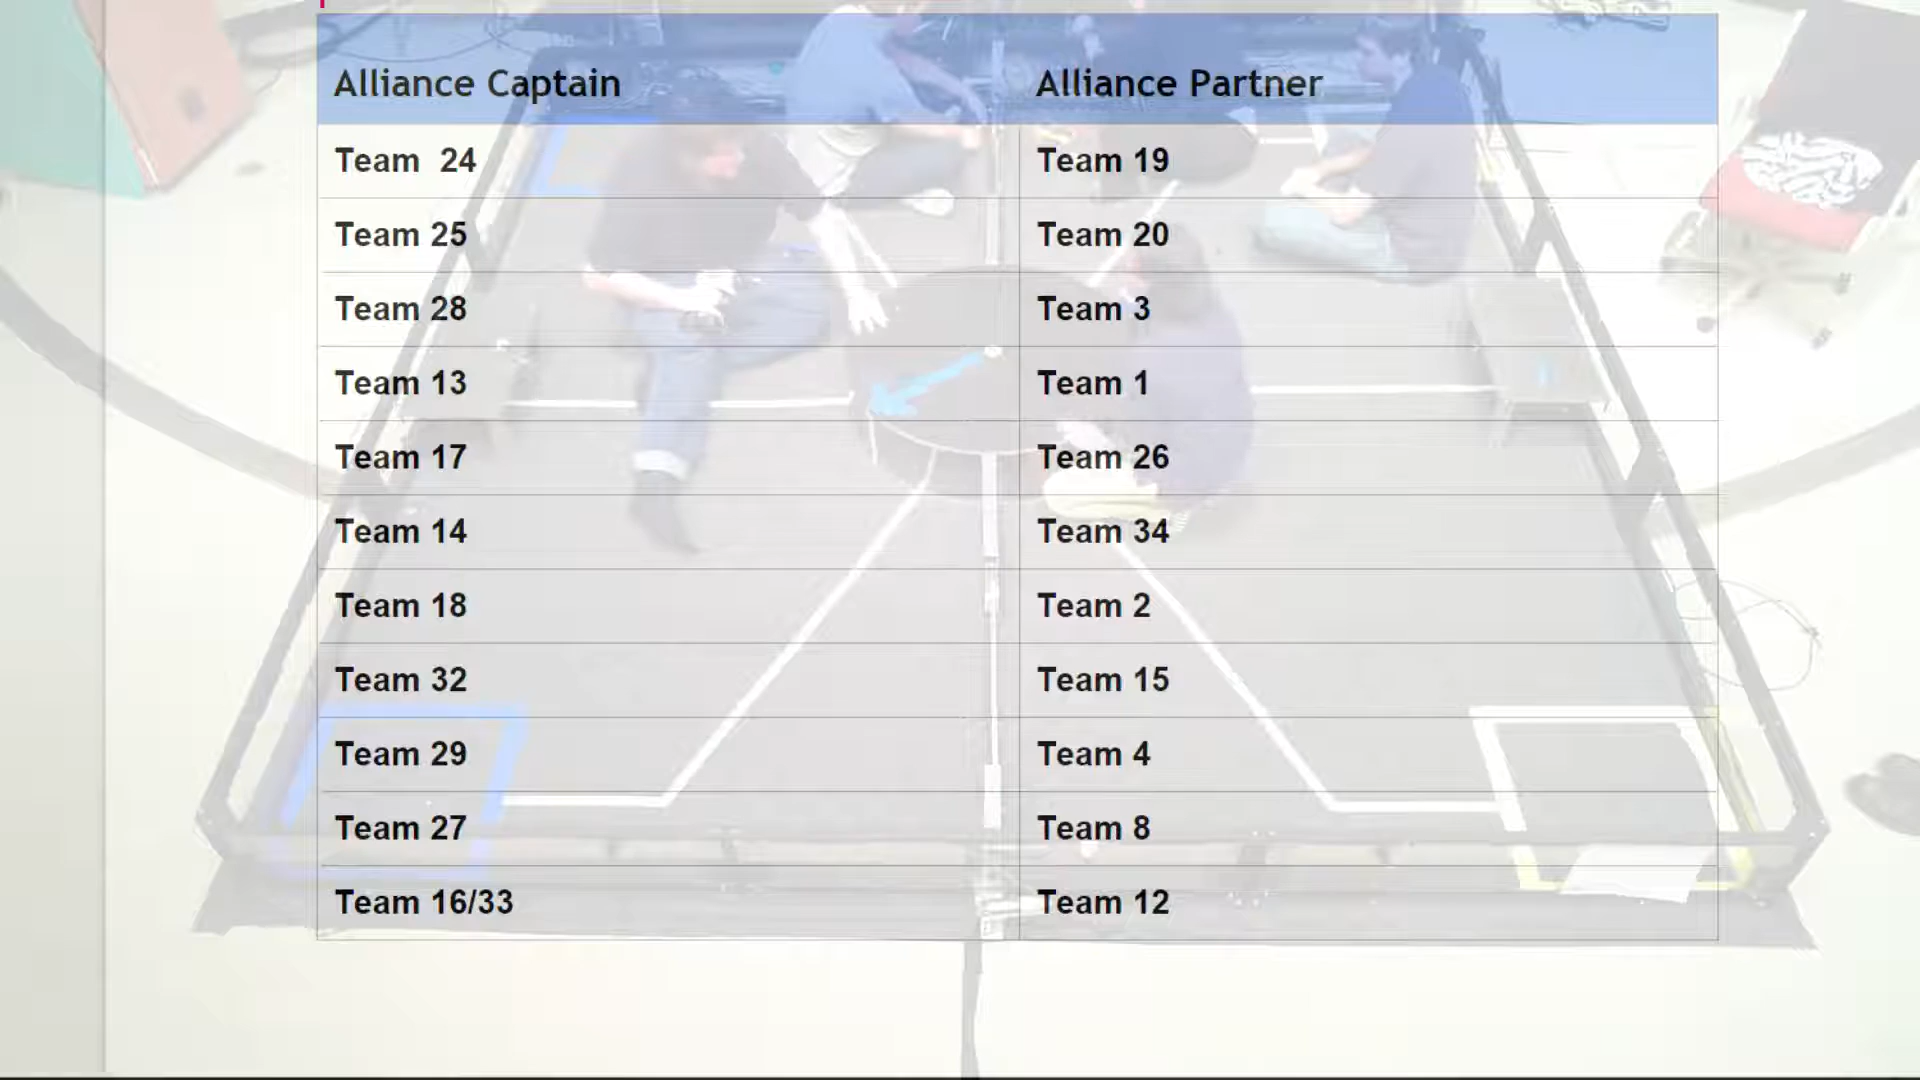 Alliance Captain Alliance Partner
Team 24 Team 19
Team 25 Team 20
Team 28 Team 3
Team 13 Team 1
Team 17 Team 26
Team 14 Team 34
Team 18 Team 2
Team 32 Team 15
Team 29 Team 4
Team 27 Team 8
Team 16/33 Team 12